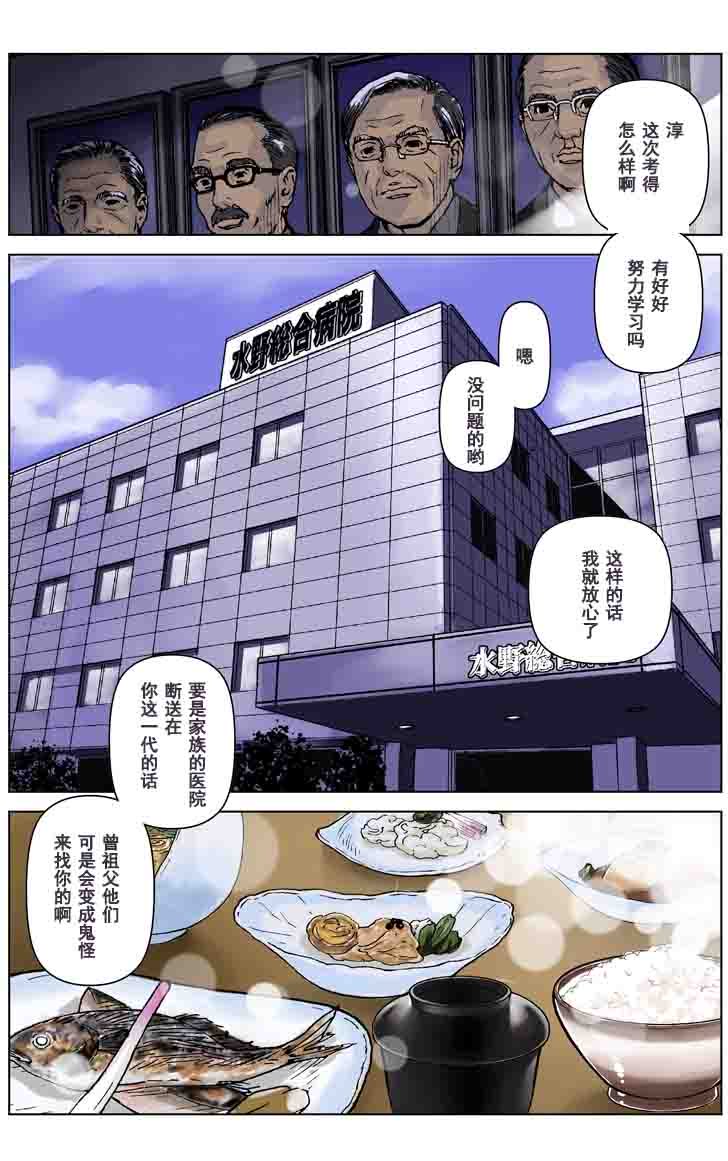 淳
这次考得
怎么样啊
有好好
努力学习吗
水野総合病院
嗯
没问题的哟
这样的话
我就放心了
水野総合
要是家族的医院
断送在
你这一代的话
曾祖父他们
可是会变成鬼怪
来找你的啊